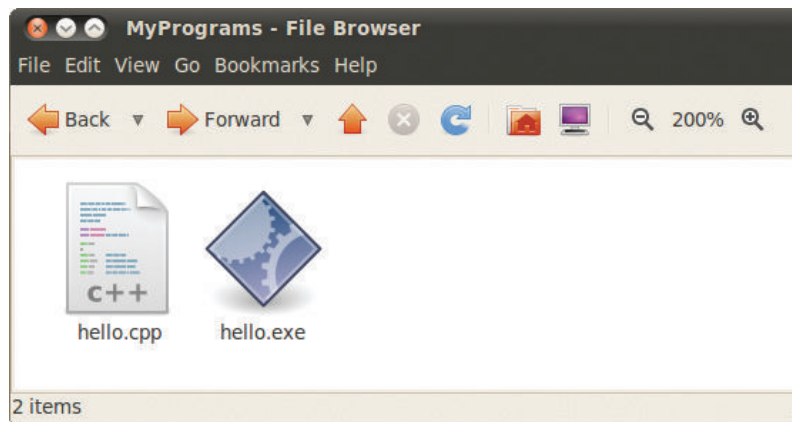 MyPrograms - File Browser
File Edit View Go Bookmarks Help
Back Forward 200%
c++
hello.cpp hello.exe
2 items